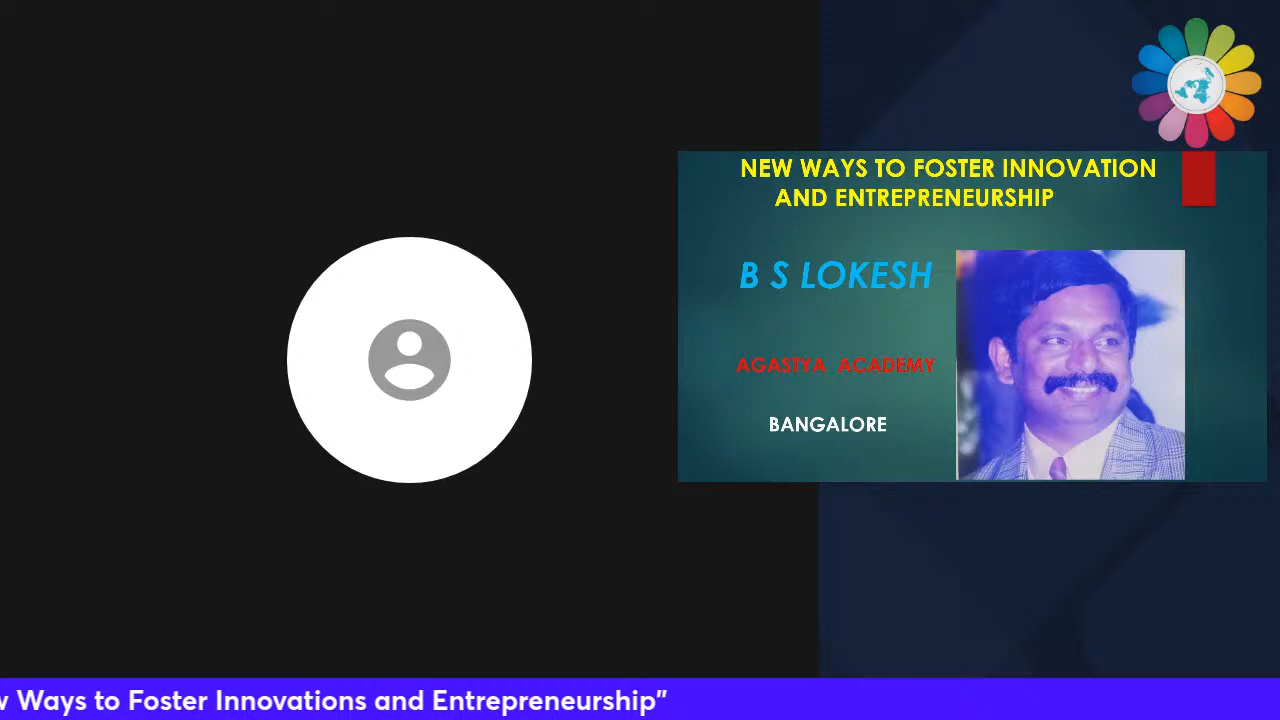 NEW WAYS TO FOSTER INNOVATION
AND ENTREPRENEURSHIP
B S LOKESH
AGASTYA ACADEMY
BANGALORE
Ways to Foster Innovations and Entrepreneurship”